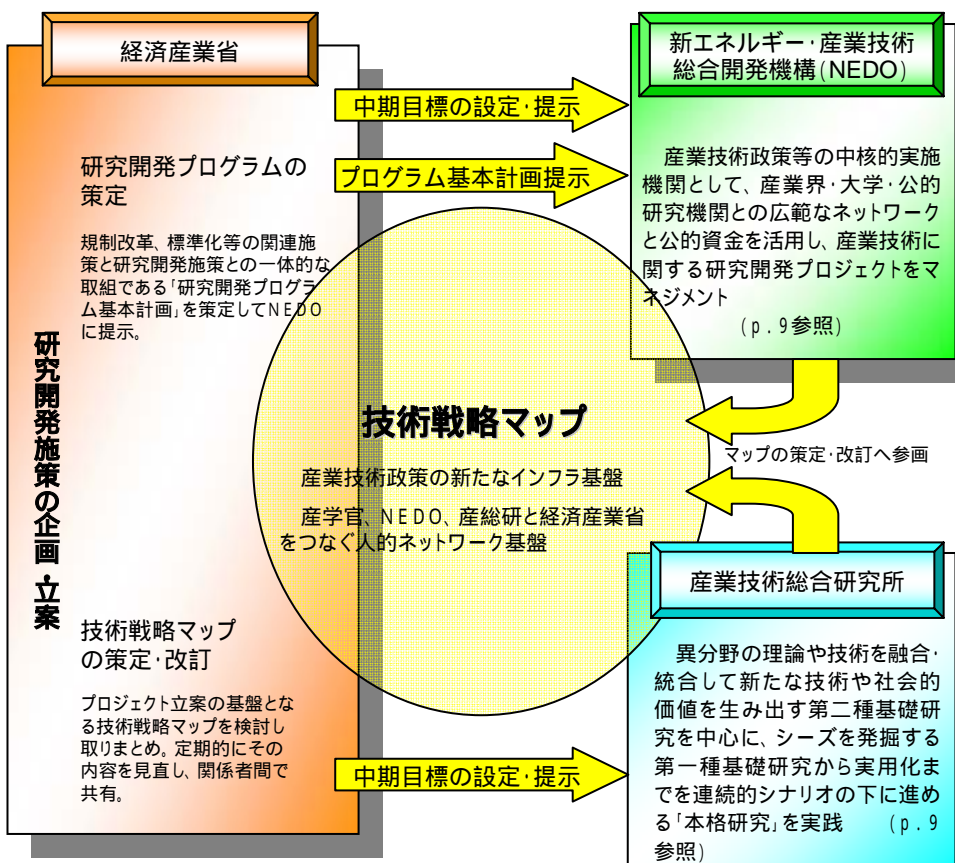 経済産業省
研究開発施策の企画・立案
研究開発プログラムの
策定
規制改革、標準化等の関連施
策と研究開発施策との一体的な
取組である「研究開発プログラ
ム基本計画」を策定してNEDO
に提示。
技術戦略マップ
の策定・改訂
プロジェクト立案の基盤とな
る技術戦略マップを検討し
取りまとめ。定期的にその
内容を見直し、関係者間で
共有。
中期目標の設定・提示
プログラム基本計画提示
技術戦略マップ
産業技術政策の新たなインフラ基盤
産学官、NEDO、産総研と経済産業省
をつなぐ人的ネットワーク基盤
中期目標の設定・提示
新エネルギー・産業技術
総合開発機構(NEDO)
産業技術政策等の中核的実施
機関として、産業界・大学・公的
研究機関との広範なネットワーク
と公的資金を活用し、産業技術に
関する研究開発プロジェクトをマ
ネジメント
(p.9参照)
マップの策定・改訂へ参画
産業技術総合研究所
異分野の理論や技術を融合・
統合して新たな技術や社会的
価値を生み出す第二種基礎研
究を中心に、シーズを発掘する
第一種基礎研究から実用化ま
でを連続的シナリオの下に進め
る「本格研究」を実践 (p.9
参照)